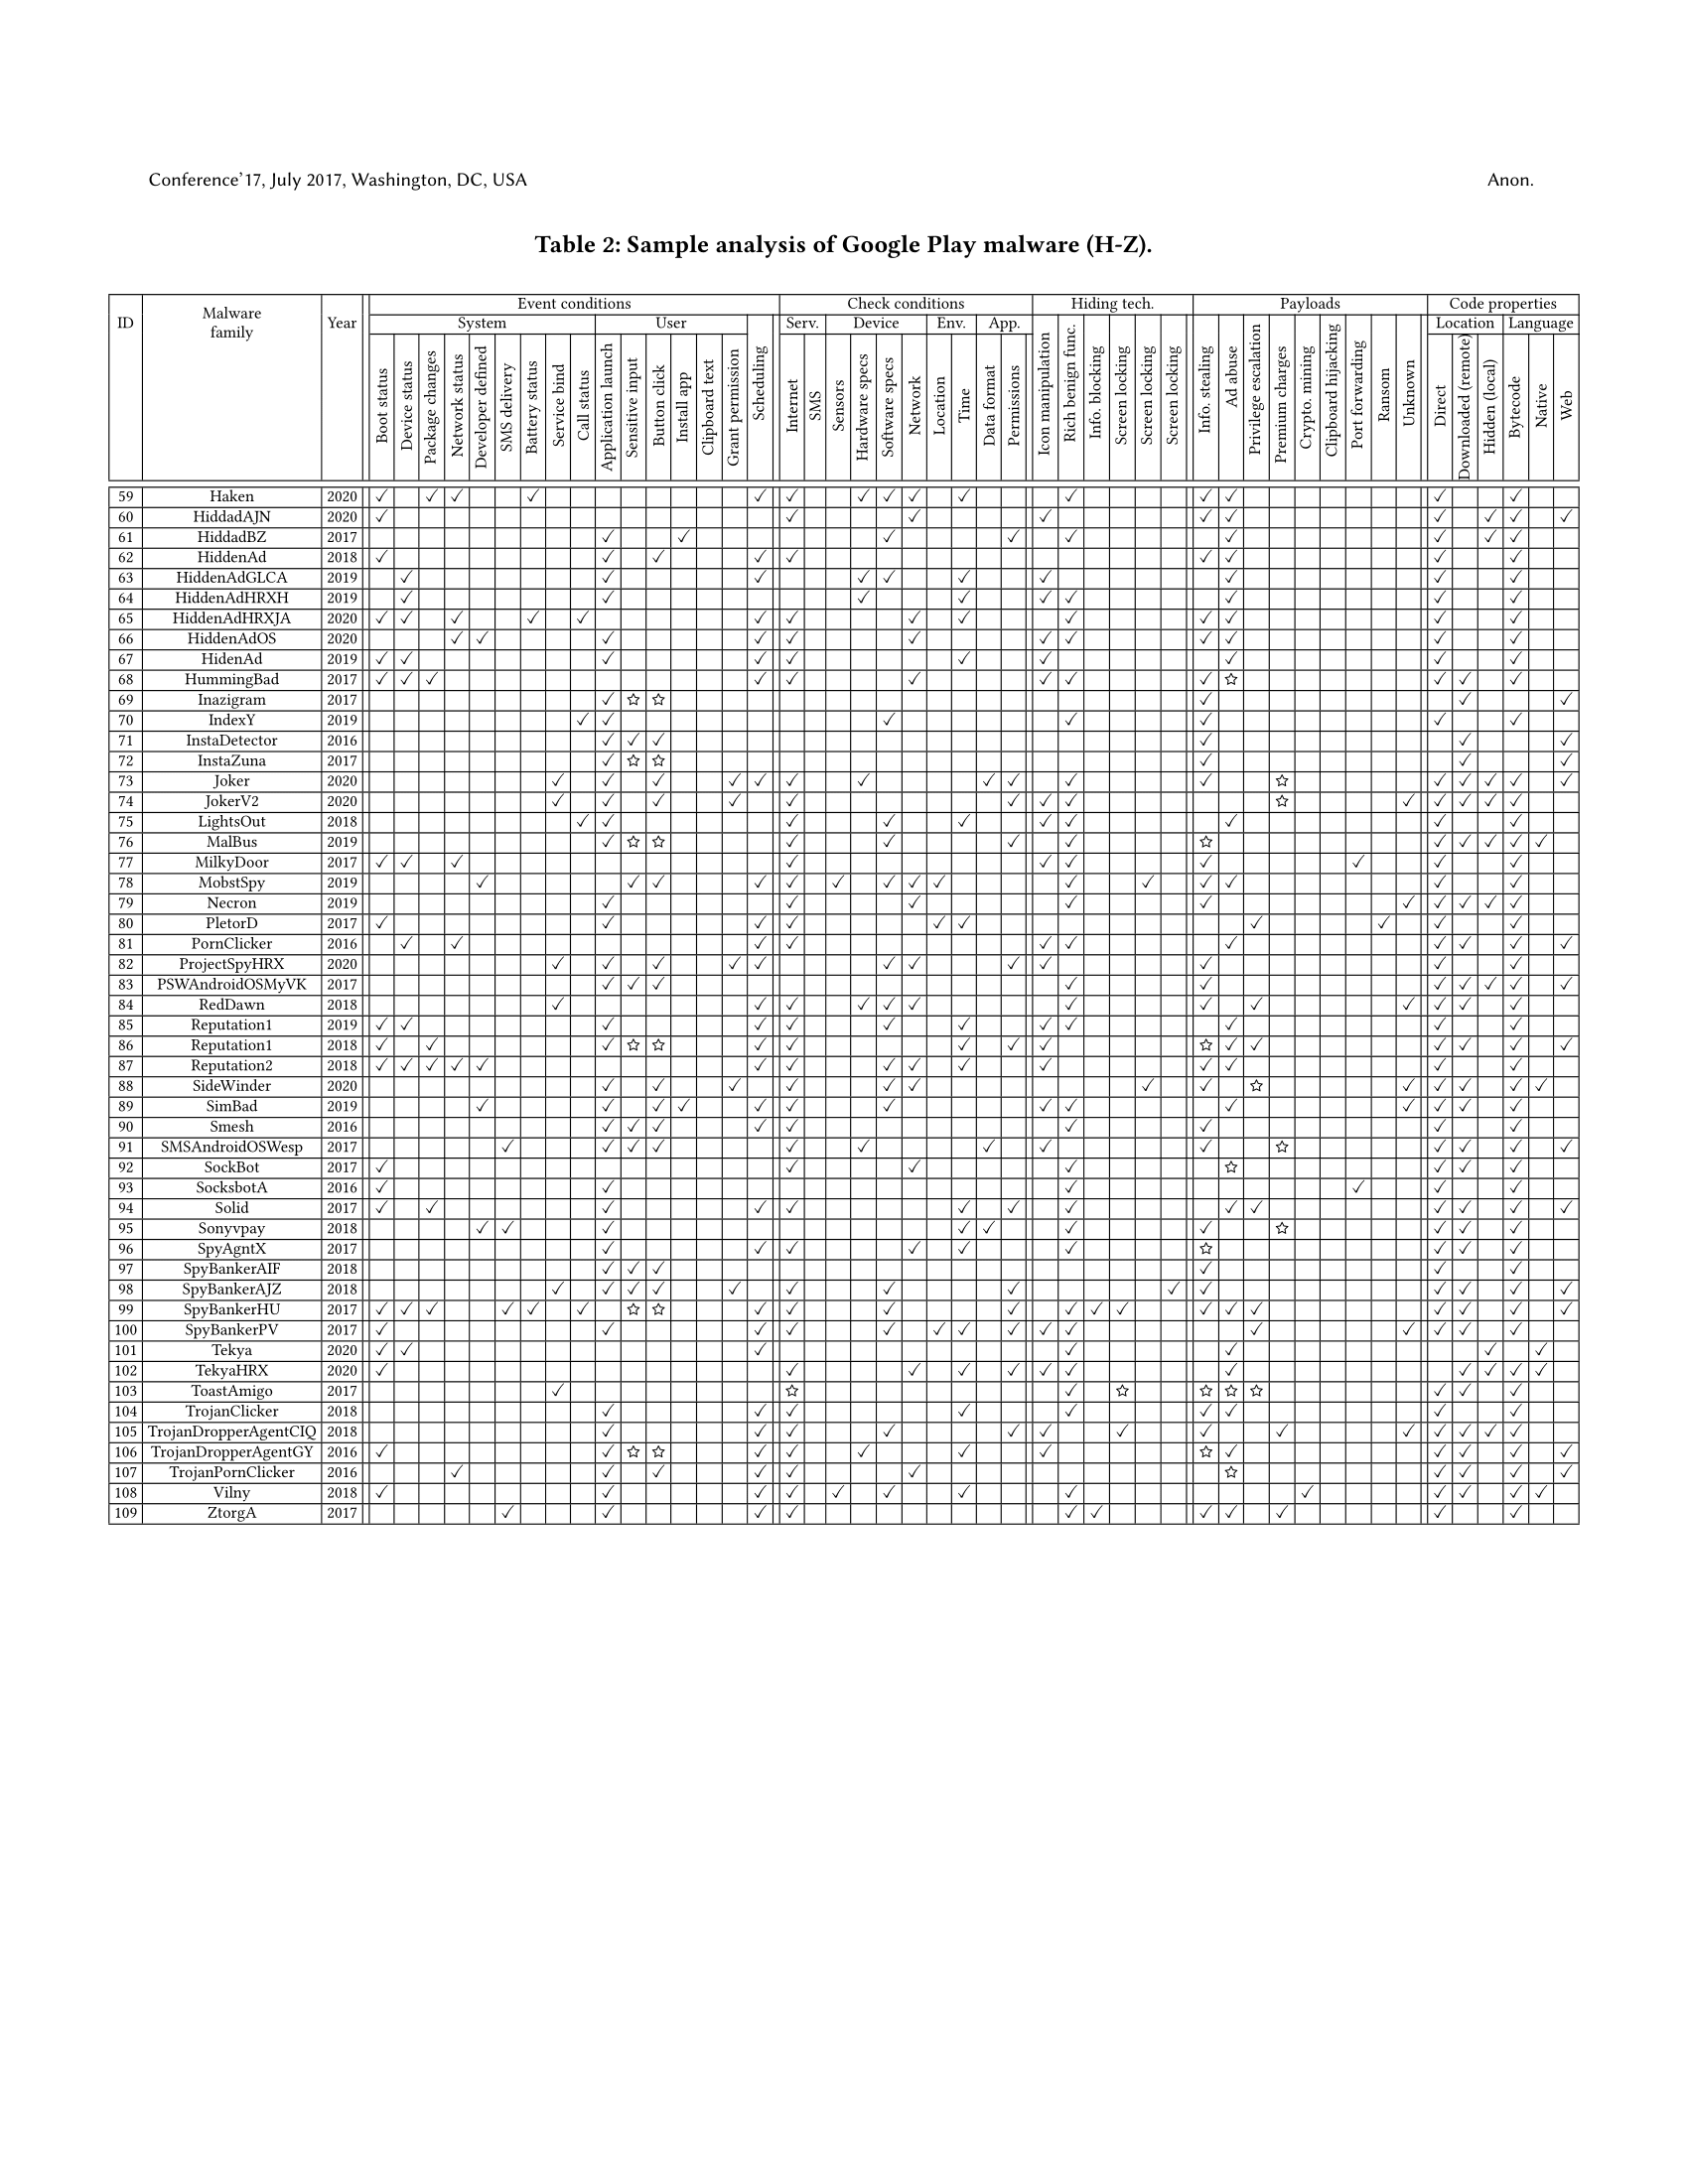 Conference'17, July 2017, Washington, DC, USA Anon.
Table 2: Sample analysis of Google Play malware (H-Z).
ID Malware family Year Event conditions Check conditions Hiding tech. Payloads Code properties
System User Serv. Device Env. App. Location Language
Boot status Device status Package changes Network status Developer defined SMS delivery Battery status Service bind Call status Application launch Sensitive input Button click Install app Clipboard text Grant permission Scheduling Internet SMS Sensors Hardware specs Software specs Network Location Time Data format Permissions Icon manipulation Rich benign func. Info. blocking Screen locking Screen locking Screen locking Info. stealing Ad abuse Privilege escalation Premium charges Crypto. mining Clipboard hijacking Port forwarding Ransom Unknown Direct Downloaded (remote) Hidden (local) Bytecode Native Web
59 Haken 2020 ✓ ✓ ✓ ✓ ✓ ✓ ✓ ✓ ✓ ✓ ✓ ✓ ✓ ✓ ✓
60 HiddadAJN 2020 ✓ ✓ ✓ ✓ ✓ ✓ ✓ ✓ ✓ ✓
61 HiddadBZ 2017 ✓ ✓ ✓ ✓ ✓ ✓ ✓ ✓ ✓
62 HiddenAd 2018 ✓ ✓ ✓ ✓ ✓ ✓ ✓ ✓ ✓
63 HiddenAdGLCA 2019 ✓ ✓ ✓ ✓ ✓ ✓ ✓ ✓ ✓ ✓
64 HiddenAdHRXH 2019 ✓ ✓ ✓ ✓ ✓ ✓ ✓ ✓ ✓
65 HiddenAdHRXJA 2020 ✓ ✓ ✓ ✓ ✓ ✓ ✓ ✓ ✓ ✓ ✓ ✓ ✓ ✓
66 HiddenAdOS 2020 ✓ ✓ ✓ ✓ ✓ ✓ ✓ ✓ ✓ ✓ ✓ ✓
67 HidenAd 2019 ✓ ✓ ✓ ✓ ✓ ✓ ✓ ✓ ✓ ✓
68 HummingBad 2017 ✓ ✓ ✓ ✓ ✓ ✓ ✓ ✓ ✓ ☆ ✓ ✓ ✓
69 Inazigram 2017 ✓ ☆ ☆ ✓ ✓ ✓
70 IndexY 2019 ✓ ✓ ✓ ✓ ✓ ✓ ✓
71 InstaDetector 2016 ✓ ✓ ✓ ✓ ✓ ✓
72 InstaZuna 2017 ✓ ☆ ☆ ✓ ✓ ✓
73 Joker 2020 ✓ ✓ ✓ ✓ ✓ ✓ ✓ ✓ ✓ ✓ ✓ ☆ ✓ ✓ ✓ ✓ ✓
74 JokerV2 2020 ✓ ✓ ✓ ✓ ✓ ✓ ✓ ✓ ☆ ✓ ✓ ✓ ✓ ✓
75 LightsOut 2018 ✓ ✓ ✓ ✓ ✓ ✓ ✓ ✓ ✓ ✓
76 MalBus 2019 ✓ ☆ ☆ ✓ ✓ ✓ ✓ ☆ ✓ ✓ ✓ ✓ ✓
77 MilkyDoor 2017 ✓ ✓ ✓ ✓ ✓ ✓ ✓ ✓ ✓ ✓
78 MobstSpy 2019 ✓ ✓ ✓ ✓ ✓ ✓ ✓ ✓ ✓ ✓ ✓ ✓ ✓ ✓ ✓
79 Necron 2019 ✓ ✓ ✓ ✓ ✓ ✓ ✓ ✓ ✓ ✓
80 PletorD 2017 ✓ ✓ ✓ ✓ ✓ ✓ ✓ ✓ ✓ ✓
81 PornClicker 2016 ✓ ✓ ✓ ✓ ✓ ✓ ✓ ✓ ✓ ✓ ✓
82 ProjectSpyHRX 2020 ✓ ✓ ✓ ✓ ✓ ✓ ✓ ✓ ✓ ✓ ✓ ✓
83 PSWAndroidOSMyVK 2017 ✓ ✓ ✓ ✓ ✓ ✓ ✓ ✓ ✓ ✓
84 RedDawn 2018 ✓ ✓ ✓ ✓ ✓ ✓ ✓ ✓ ✓ ✓ ✓ ✓ ✓
85 Reputation1 2019 ✓ ✓ ✓ ✓ ✓ ✓ ✓ ✓ ✓ ✓ ✓ ✓
86 Reputation1 2018 ✓ ✓ ✓ ☆ ☆ ✓ ✓ ✓ ✓ ✓ ☆ ✓ ✓ ✓ ✓ ✓ ✓
87 Reputation2 2018 ✓ ✓ ✓ ✓ ✓ ✓ ✓ ✓ ✓ ✓ ✓ ✓ ✓ ✓ ✓
88 SideWinder 2020 ✓ ✓ ✓ ✓ ✓ ✓ ✓ ✓ ☆ ✓ ✓ ✓ ✓ ✓
89 SimBad 2019 ✓ ✓ ✓ ✓ ✓ ✓ ✓ ✓ ✓ ✓ ✓ ✓ ✓ ✓
90 Smesh 2016 ✓ ✓ ✓ ✓ ✓ ✓ ✓ ✓ ✓
91 SMSAndroidOSWesp 2017 ✓ ✓ ✓ ✓ ✓ ✓ ✓ ✓ ✓ ☆ ✓ ✓ ✓ ✓
92 SockBot 2017 ✓ ✓ ✓ ✓ ☆ ✓ ✓ ✓
93 SocksbotA 2016 ✓ ✓ ✓ ✓ ✓ ✓
94 Solid 2017 ✓ ✓ ✓ ✓ ✓ ✓ ✓ ✓ ✓ ✓ ✓ ✓ ✓ ✓
95 Sonyvpay 2018 ✓ ✓ ✓ ✓ ✓ ✓ ✓ ☆ ✓ ✓ ✓
96 SpyAgntX 2017 ✓ ✓ ✓ ✓ ✓ ✓ ☆ ✓ ✓ ✓
97 SpyBankerAIF 2018 ✓ ✓ ✓ ✓ ✓ ✓
98 SpyBankerAJZ 2018 ✓ ✓ ✓ ✓ ✓ ✓ ✓ ✓ ✓ ✓ ✓ ✓ ✓ ✓
99 SpyBankerHU 2017 ✓ ✓ ✓ ✓ ✓ ✓ ☆ ☆ ✓ ✓ ✓ ✓ ✓ ✓ ✓ ✓ ✓ ✓ ✓ ✓ ✓ ✓
100 SpyBankerPV 2017 ✓ ✓ ✓ ✓ ✓ ✓ ✓ ✓ ✓ ✓ ✓ ✓ ✓ ✓ ✓
101 Tekya 2020 ✓ ✓ ✓ ✓ ✓ ✓ ✓
102 TekyaHRX 2020 ✓ ✓ ✓ ✓ ✓ ✓ ✓ ✓ ✓ ✓ ✓ ✓
103 ToastAmigo 2017 ✓ ☆ ✓ ☆ ☆ ☆ ☆ ✓ ✓ ✓
104 TrojanClicker 2018 ✓ ✓ ✓ ✓ ✓ ✓ ✓ ✓ ✓
105 TrojanDropperAgentCIQ 2018 ✓ ✓ ✓ ✓ ✓ ✓ ✓ ✓ ✓ ✓ ✓ ✓ ✓ ✓
106 TrojanDropperAgentGY 2016 ✓ ✓ ☆ ☆ ✓ ✓ ✓ ✓ ✓ ☆ ✓ ✓ ✓ ✓ ✓
107 TrojanPornClicker 2016 ✓ ✓ ✓ ✓ ✓ ✓ ☆ ✓ ✓ ✓ ✓
108 Vilny 2018 ✓ ✓ ✓ ✓ ✓ ✓ ✓ ✓ ✓ ✓ ✓ ✓ ✓
109 ZtorgA 2017 ✓ ✓ ✓ ✓ ✓ ✓ ✓ ✓ ✓ ✓ ✓